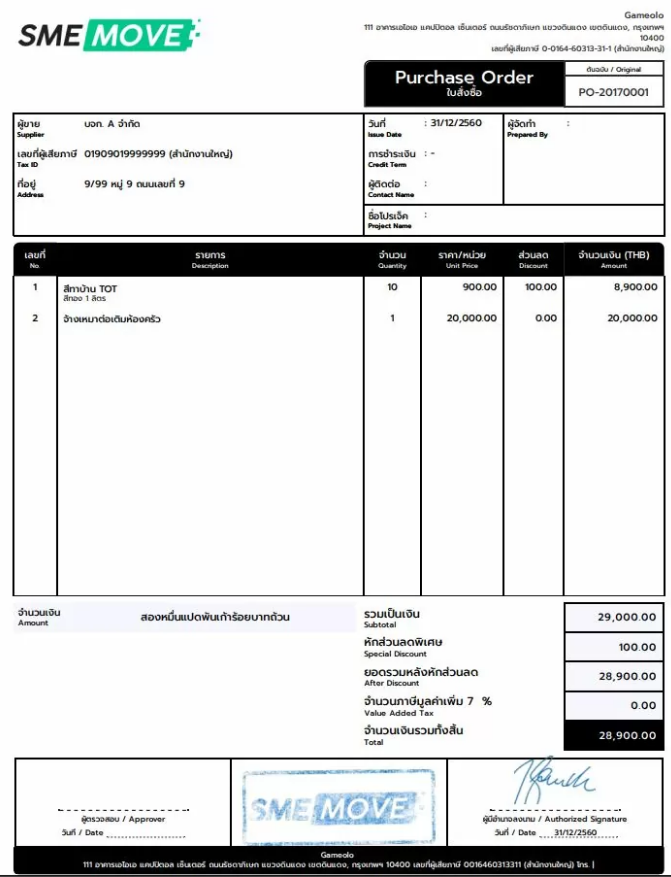 SME MOVE
Gameolo
111 อาคารเอไอเอ แคปปิตอล เซ็นเตอร์ ถนนรัชดาภิเษก แขวงดินแดง เขตดินแดง, กรุงเทพฯ
10400
เลขที่ผู้เสียภาษี 0-0164-60313-31-1 (สำนักงานใหญ่)
Purchase Order
ใบสั่งซื้อ
ต้นฉบับ / Original
PO-20170001
ผู้ขาย บจก. A จำกัด
Supplier
เลขที่ผู้เสียภาษี 01909019999999 (สำนักงานใหญ่)
Tax ID
ที่อยู่ 9/99 หมู่ 9 ถนนเลขที่ 9
Address
วันที่ : 31/12/2560
Issue Date
การชำระเงิน : -
Credit Term
ผู้ติดต่อ :
Contact Name
ชื่อโปรเจ็ค :
Project Name
ผู้จัดทำ :
Prepared By
เลขที่ รายการ จำนวน ราคา/หน่วย ส่วนลด จำนวนเงิน (THB)
No. Description Quantity Unit Price Discount Amount
1 สีทาบ้าน TOT 10 900.00 100.00 8,900.00
สีทอง 1 ลิตร
2 จ้างเหมาต่อเติมห้องครัว 1 20,000.00 0.00 20,000.00
จำนวนเงิน สองหมื่นแปดพันเก้าร้อยบาทถ้วน
Amount
รวมเป็นเงิน 29,000.00
Subtotal
หักส่วนลดพิเศษ 100.00
Special Discount
ยอดรวมหลังหักส่วนลด 28,900.00
After Discount
จำนวนภาษีมูลค่าเพิ่ม 7 % 0.00
Value Added Tax
จำนวนเงินรวมทั้งสิ้น 28,900.00
Total
ผู้ตรวจสอบ / Approver
วันที่ / Date
SME MOVE
ผู้มีอำนาจลงนาม / Authorized Signature
วันที่ / Date 31/12/2560
Gameolo
111 อาคารเอไอเอ แคปปิตอล เซ็นเตอร์ ถนนรัชดาภิเษก แขวงดินแดง เขตดินแดง, กรุงเทพฯ 10400 เลขที่ผู้เสียภาษี 0016460313311 (สำนักงานใหญ่) โทร. |